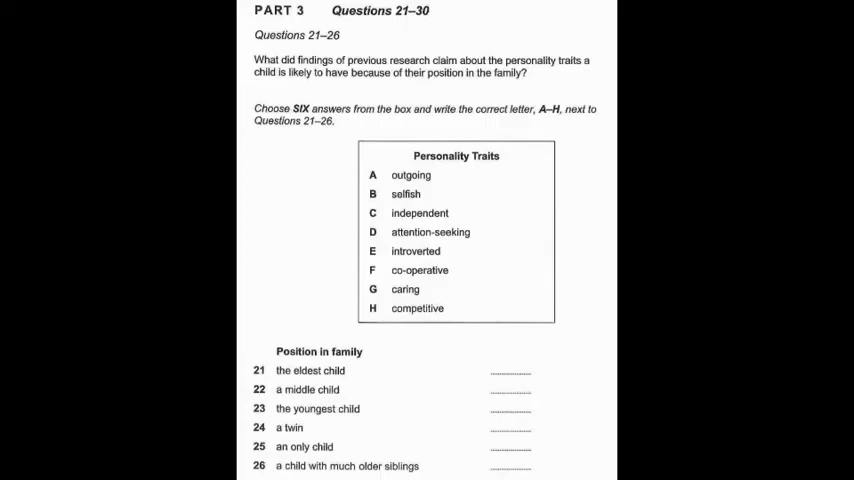 PART 3 Questions 21–30
Questions 21–26
What did findings of previous research claim about the personality traits a
child is likely to have because of their position in the family?
Choose SIX answers from the box and write the correct letter, A–H, next to
Questions 21–26.
Personality Traits
A outgoing
B selfish
C independent
D attention-seeking
E introverted
F co-operative
G caring
H competitive
Position in family
21 the eldest child ..............
22 a middle child ..............
23 the youngest child ..............
24 a twin ..............
25 an only child ..............
26 a child with much older siblings ..............